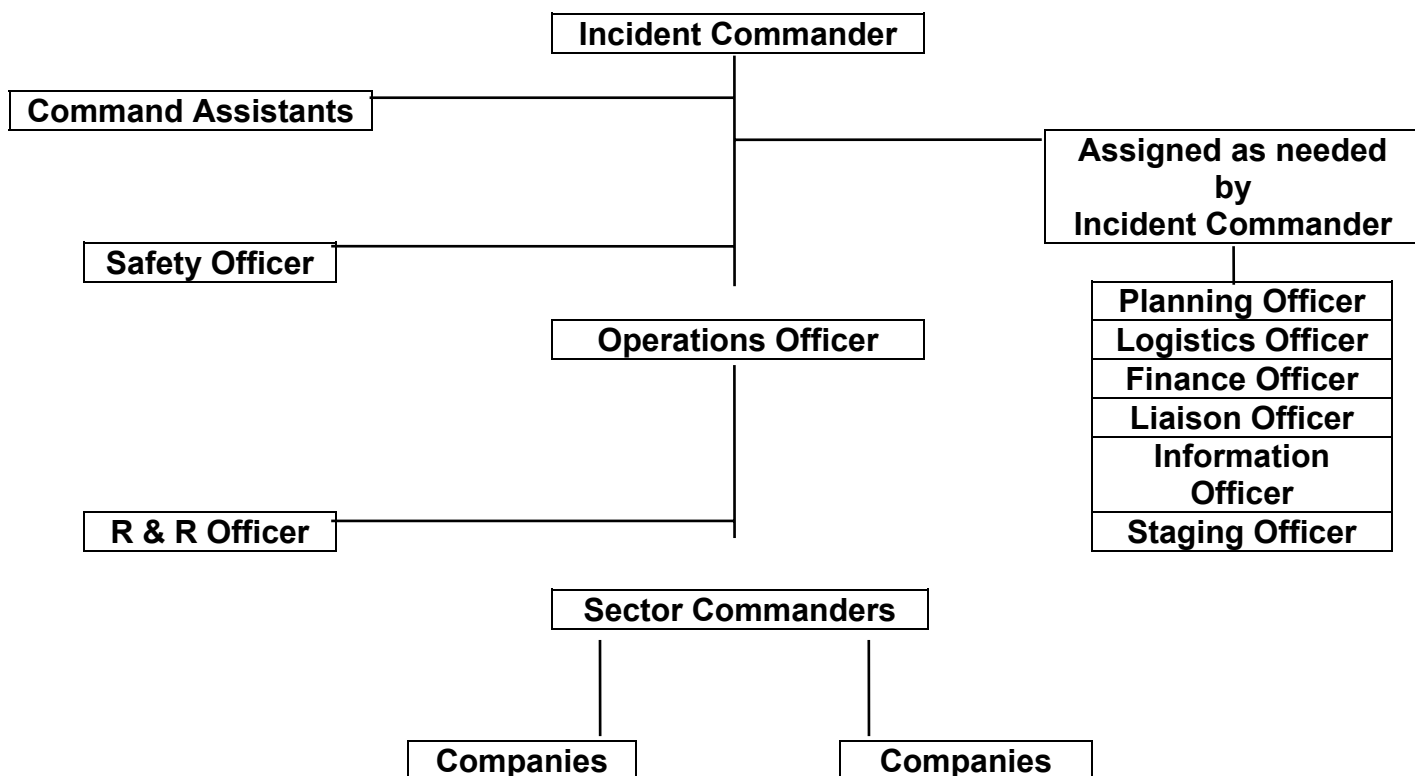 Incident Commander
Command Assistants
Assigned as needed
by
Incident Commander
Safety Officer
Planning Officer
Operations Officer
Logistics Officer
Finance Officer
Liaison Officer
Information
Officer
R & R Officer
Staging Officer
Sector Commanders
Companies
Companies